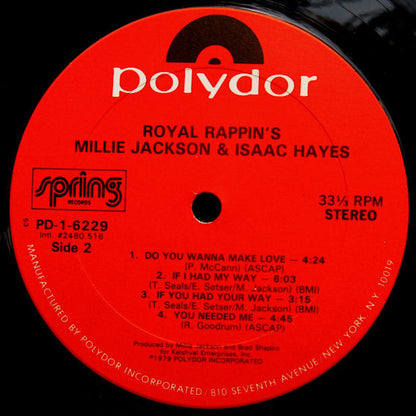 polydor
ROYAL RAPPIN'S
MILLIE JACKSON & ISAAC HAYES
spring
RECORDS
33⅓ RPM
STEREO
53
PD-1-6229
Intl. #2480 516
Side 2
1. DO YOU WANNA MAKE LOVE — 4:24
(P. McCann) (ASCAP)
2. IF I HAD MY WAY — 6:03
(T. Seals/E. Setser/M. Jackson) (BMI)
3. IF YOU HAD YOUR WAY — 3:15
(T. Seals/E. Setser/M. Jackson) (BMI)
4. YOU NEEDED ME — 4:45
(R. Goodrum) (ASCAP)
Produced by Millie Jackson and Brad Shapiro
for Keishval Enterprises, Inc.
℗1979 POLYDOR INCORPORATED
MANUFACTURED BY POLYDOR INCORPORATED/810 SEVENTH AVENUE/NEW YORK, N.Y. 10019